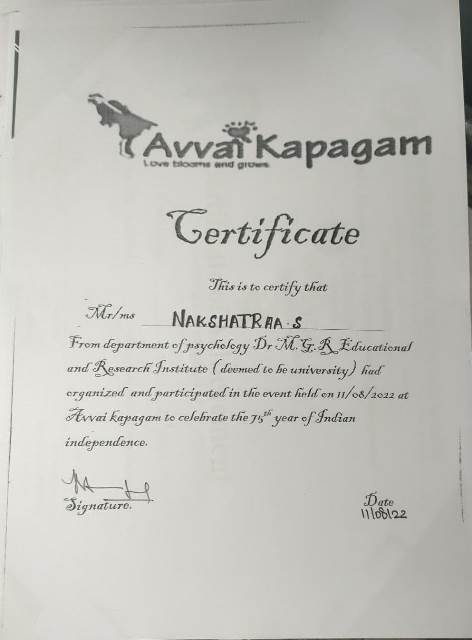 Avvai Kapagam
Love blooms and grows
Certificate
This is to certify that
Mr/ms NAKSHATRAA.S
From department of psychology Dr M.G.R Educational
and Research Institute (deemed to be university) had
organized and participated in the event held on 11/08/2022 at
Avvai kapagam to celebrate the 75th year of Indian
independence.
Signature.
Date
11/08/22